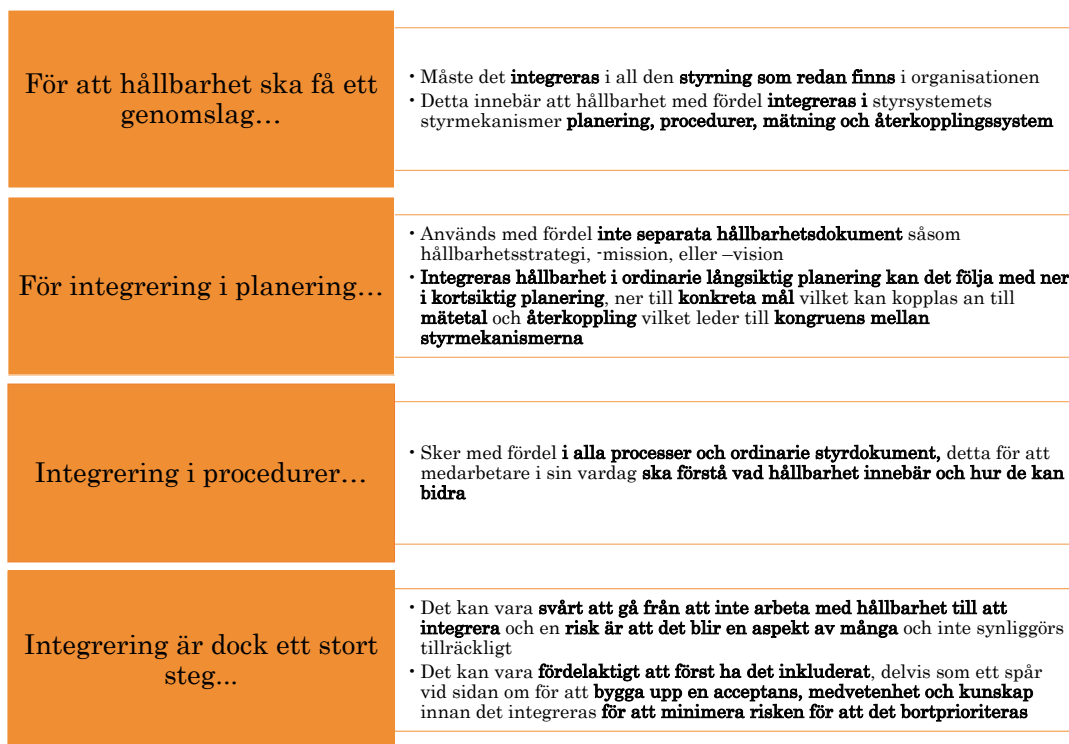 För att hållbarhet ska få ett
genomslag…
• Måste det integreras i all den styrning som redan finns i organisationen
• Detta innebär att hållbarhet med fördel integreras i styrsystemets
styrmekanismer planering, procedurer, mätning och återkopplingssystem
För integrering i planering…
• Används med fördel inte separata hållbarhetsdokument såsom
hållbarhetsstrategi, -mission, eller –vision
• Integreras hållbarhet i ordinarie långsiktig planering kan det följa med ner
i kortsiktig planering, ner till konkreta mål vilket kan kopplas an till
mätetal och återkoppling vilket leder till kongruens mellan
styrmekanismerna
Integrering i procedurer…
• Sker med fördel i alla processer och ordinarie styrdokument, detta för att
medarbetare i sin vardag ska förstå vad hållbarhet innebär och hur de kan
bidra
Integrering är dock ett stort
steg...
• Det kan vara svårt att gå från att inte arbeta med hållbarhet till att
integrera och en risk är att det blir en aspekt av många och inte synliggörs
tillräckligt
• Det kan vara fördelaktigt att först ha det inkluderat, delvis som ett spår
vid sidan om för att bygga upp en acceptans, medvetenhet och kunskap
innan det integreras för att minimera risken för att det bortprioriteras